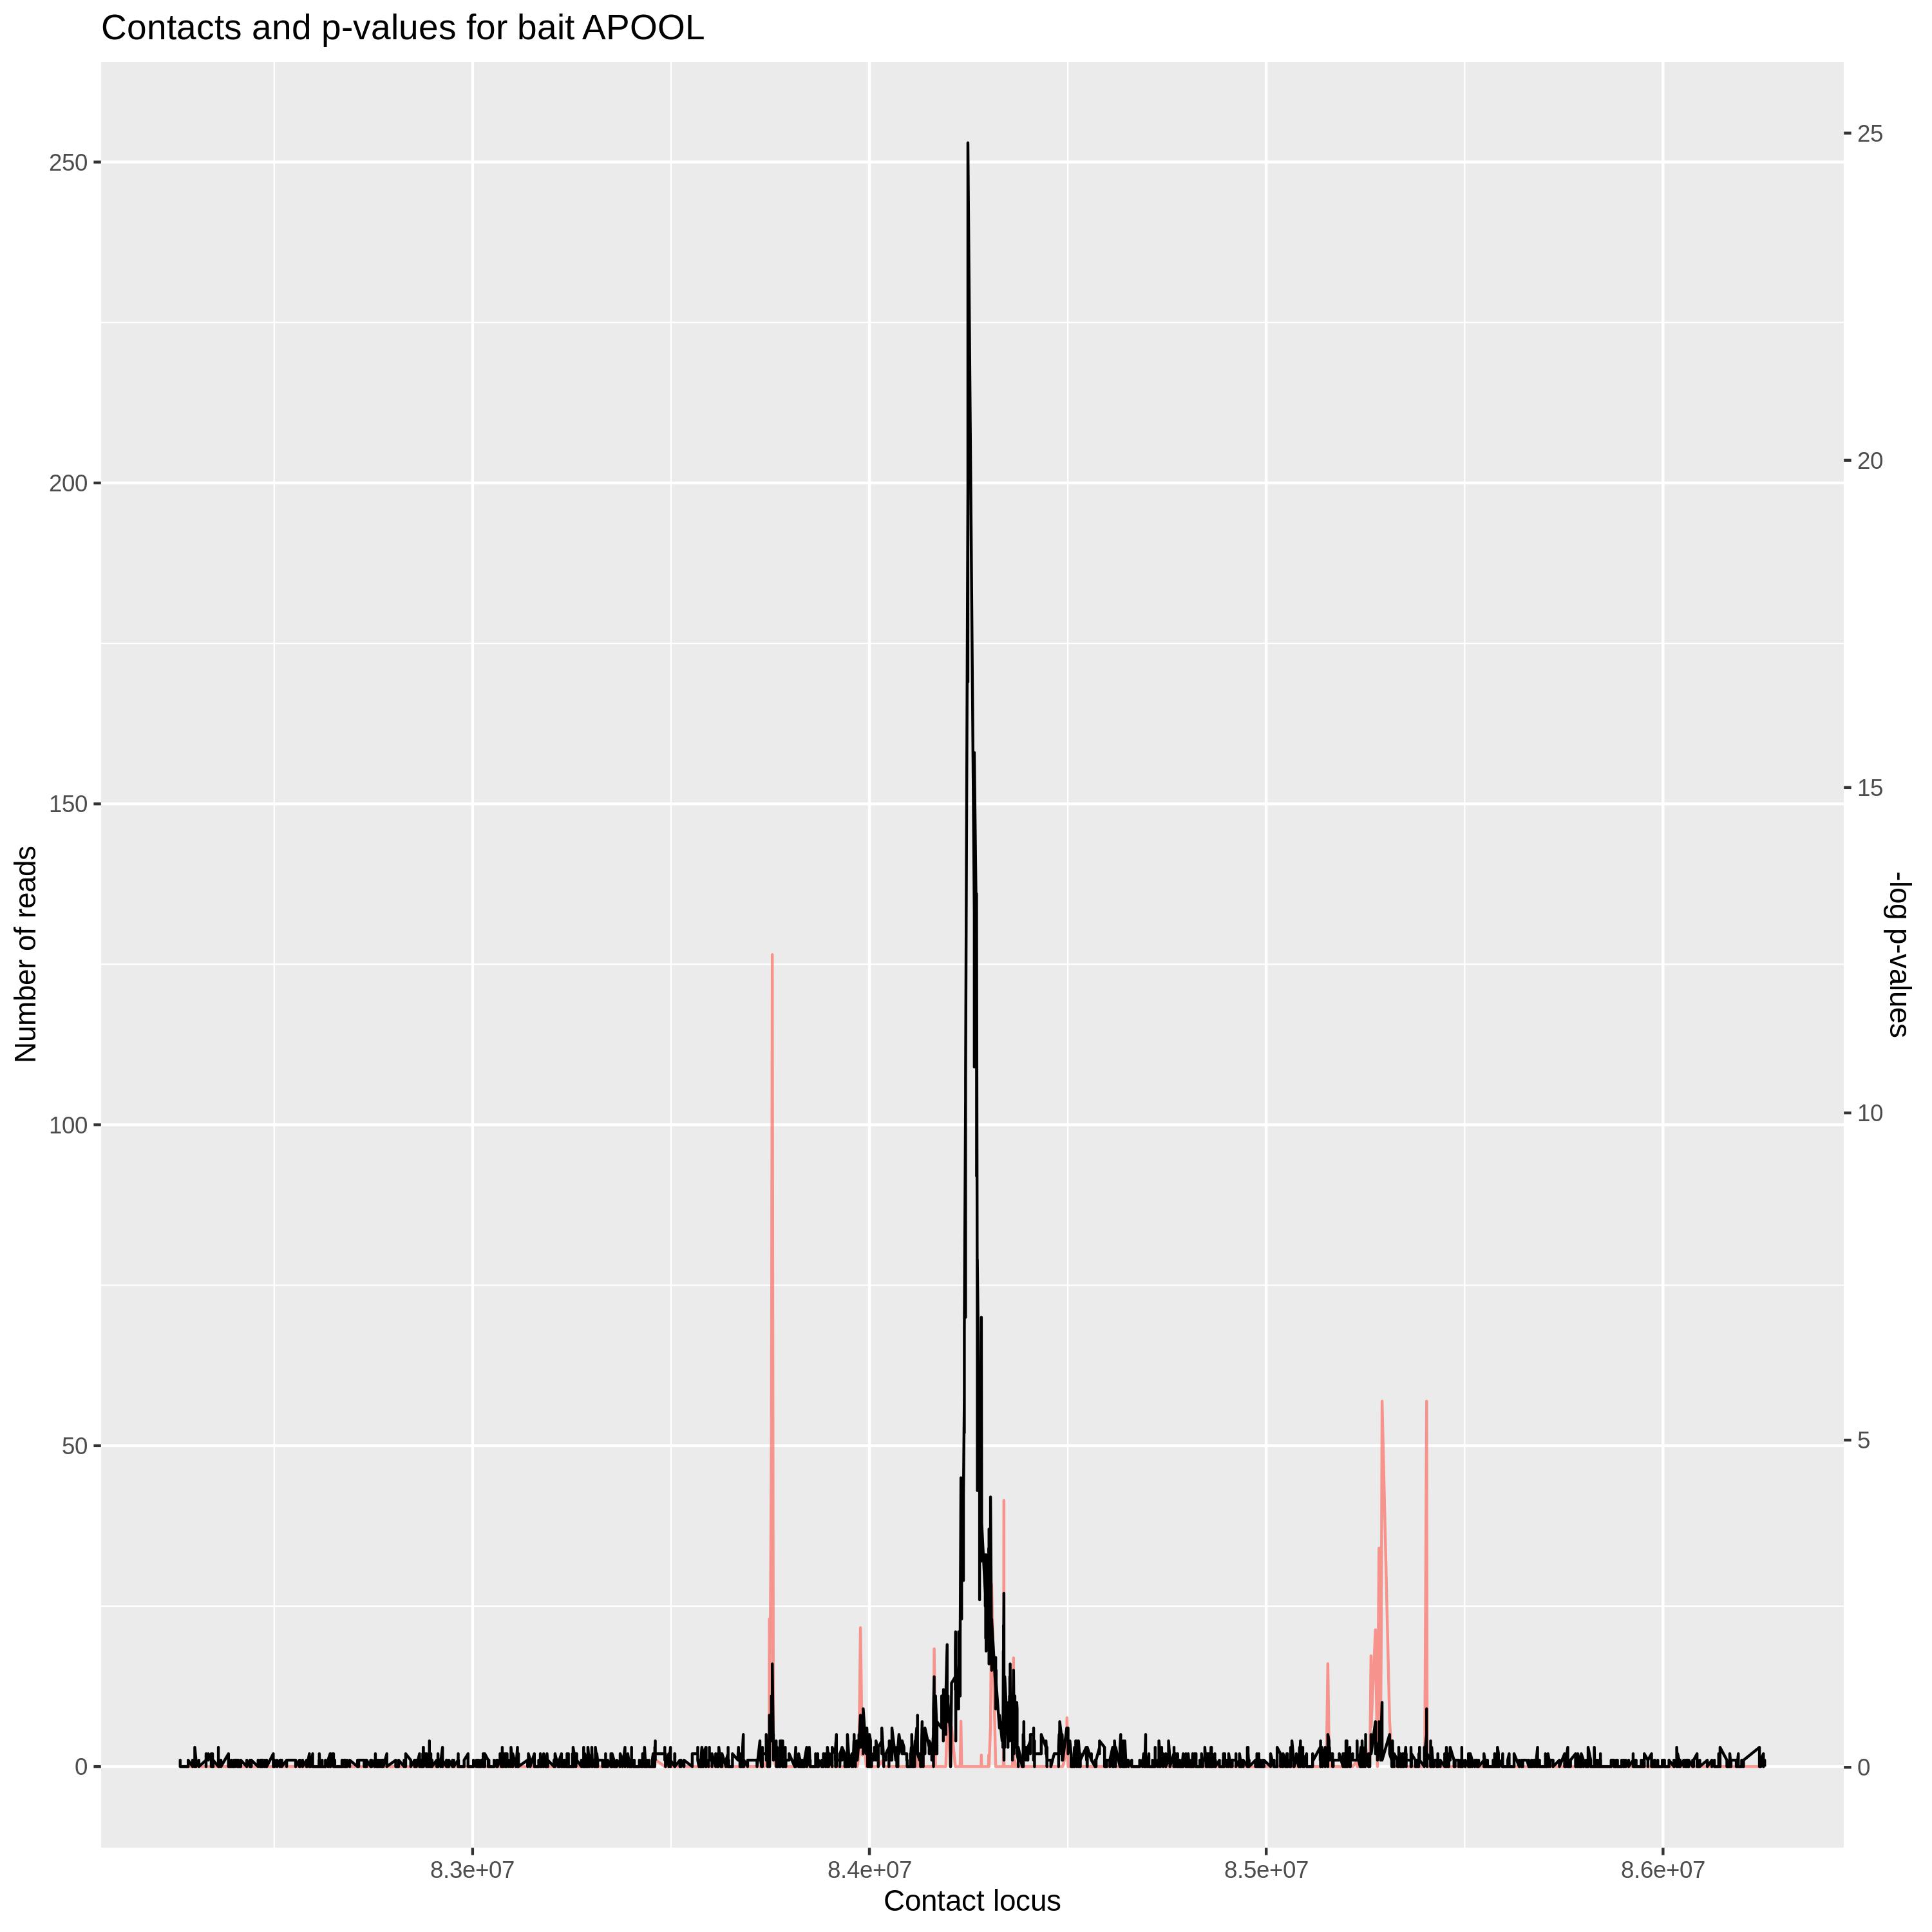 Contacts and p-values for bait APOOL
250
200
150
100
50
0
25
20
15
10
5
0
Number of reads
-log p-values
8.3e+07
8.4e+07
8.5e+07
8.6e+07
Contact locus